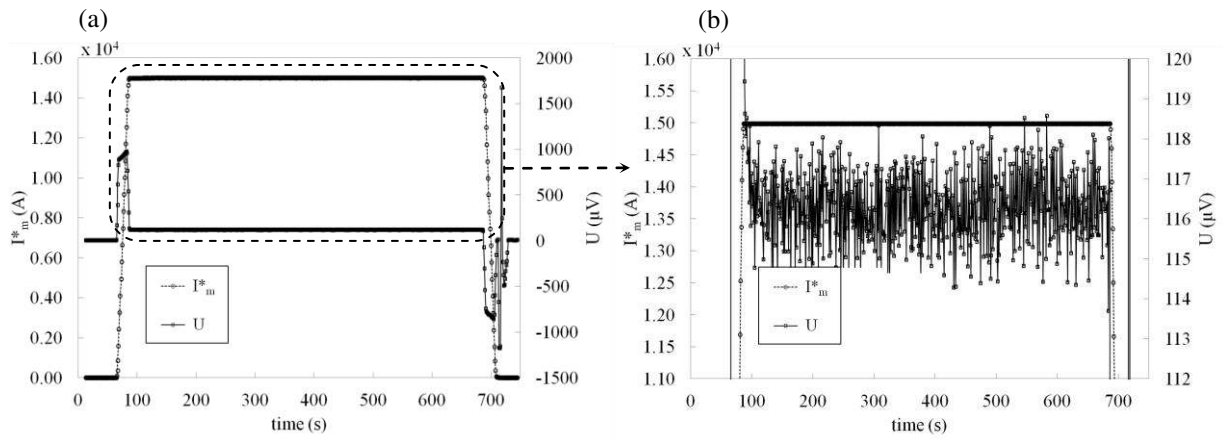 (a)
(b)
x 10⁴
1.60
1.40
1.20
1.00
0.80
0.60
0.40
0.20
0.00
I*m (A)
2000
1500
1000
500
0
-500
-1000
-1500
U (µV)
0 100 200 300 400 500 600 700
time (s)
I*m
U
x 10⁴
1.60
1.55
1.50
1.45
1.40
1.35
1.30
1.25
1.20
1.15
1.10
I*m (A)
120
119
118
117
116
115
114
113
112
U (µV)
0 100 200 300 400 500 600 700
time (s)
I*m
U